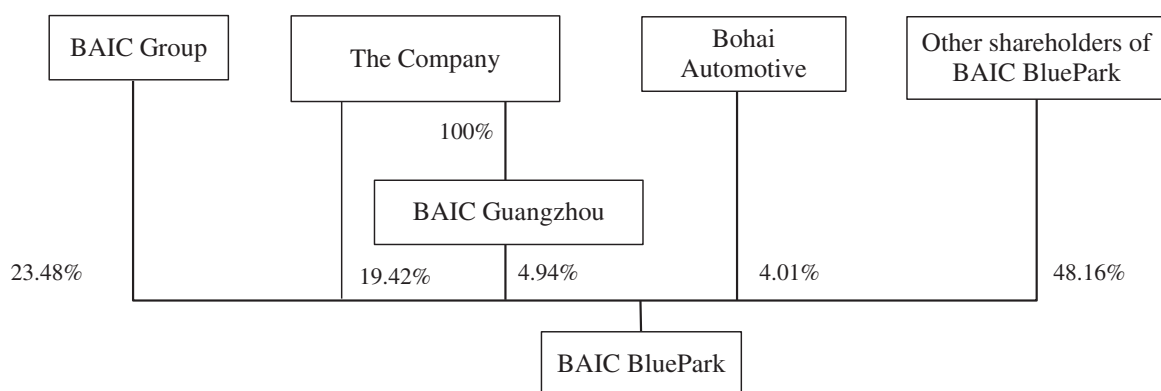 BAIC Group
The Company
Bohai
Automotive
Other shareholders of
BAIC BluePark
100%
BAIC Guangzhou
23.48%
19.42%
4.94%
4.01%
48.16%
BAIC BluePark